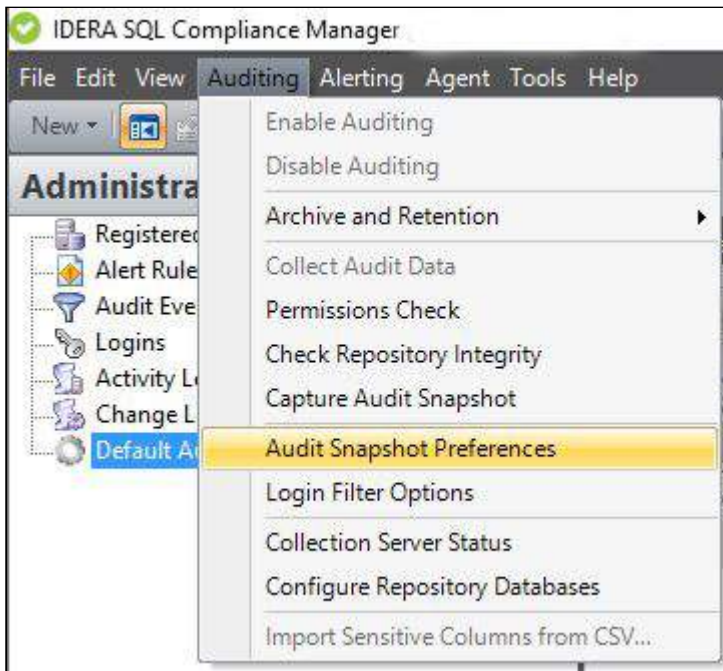 IDERA SQL Compliance Manager
File Edit View Auditing Alerting Agent Tools Help
New
Administra
Registered
Alert Rule
Audit Eve
Logins
Activity L
Change L
Default A
Enable Auditing
Disable Auditing
Archive and Retention
Collect Audit Data
Permissions Check
Check Repository Integrity
Capture Audit Snapshot
Audit Snapshot Preferences
Login Filter Options
Collection Server Status
Configure Repository Databases
Import Sensitive Columns from CSV...